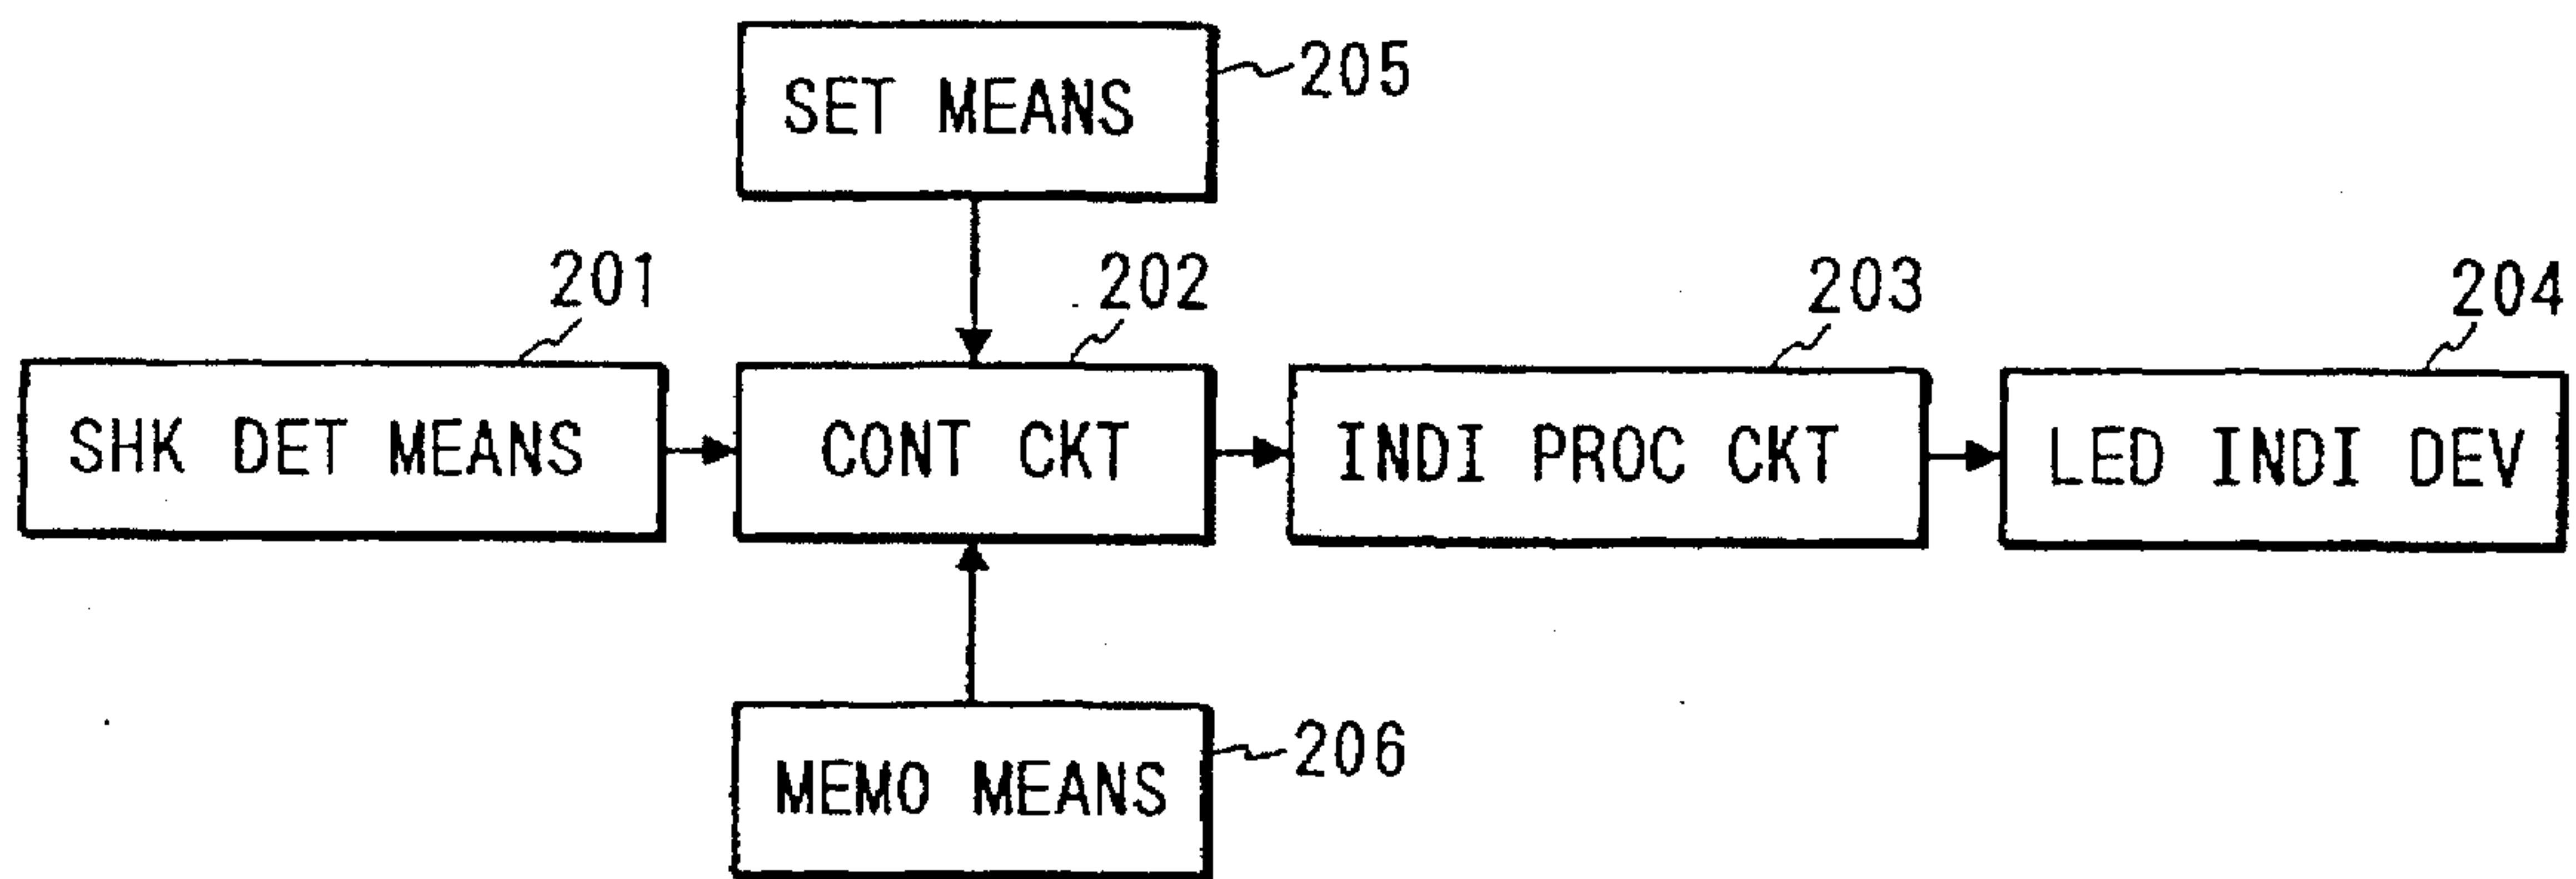 205
SET MEANS
201
202
203
204
SHK DET MEANS
CONT CKT
INDI PROC CKT
LED INDI DEV
206
MEMO MEANS